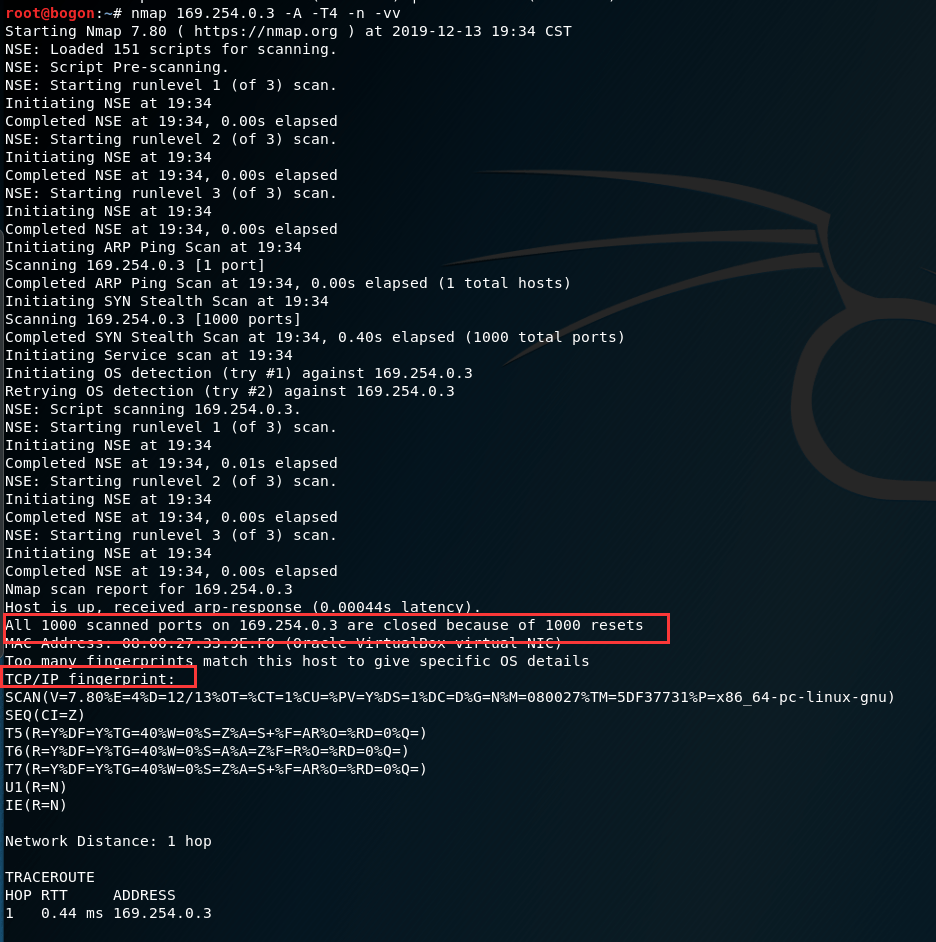 root@bogon:~# nmap 169.254.0.3 -A -T4 -n -vv
Starting Nmap 7.80 ( https://nmap.org ) at 2019-12-13 19:34 CST
NSE: Loaded 151 scripts for scanning.
NSE: Script Pre-scanning.
NSE: Starting runlevel 1 (of 3) scan.
Initiating NSE at 19:34
Completed NSE at 19:34, 0.00s elapsed
NSE: Starting runlevel 2 (of 3) scan.
Initiating NSE at 19:34
Completed NSE at 19:34, 0.00s elapsed
NSE: Starting runlevel 3 (of 3) scan.
Initiating NSE at 19:34
Completed NSE at 19:34, 0.00s elapsed
Initiating ARP Ping Scan at 19:34
Scanning 169.254.0.3 [1 port]
Completed ARP Ping Scan at 19:34, 0.00s elapsed (1 total hosts)
Initiating SYN Stealth Scan at 19:34
Scanning 169.254.0.3 [1000 ports]
Completed SYN Stealth Scan at 19:34, 0.40s elapsed (1000 total ports)
Initiating Service scan at 19:34
Initiating OS detection (try #1) against 169.254.0.3
Retrying OS detection (try #2) against 169.254.0.3
NSE: Script scanning 169.254.0.3.
NSE: Starting runlevel 1 (of 3) scan.
Initiating NSE at 19:34
Completed NSE at 19:34, 0.01s elapsed
NSE: Starting runlevel 2 (of 3) scan.
Initiating NSE at 19:34
Completed NSE at 19:34, 0.00s elapsed
NSE: Starting runlevel 3 (of 3) scan.
Initiating NSE at 19:34
Completed NSE at 19:34, 0.00s elapsed
Nmap scan report for 169.254.0.3
Host is up, received arp-response (0.00044s latency).
All 1000 scanned ports on 169.254.0.3 are closed because of 1000 resets
MAC Address: 08:00:27:33:9E:F0 (Oracle VirtualBox virtual NIC)
Too many fingerprints match this host to give specific OS details
TCP/IP fingerprint:
SCAN(V=7.80%E=4%D=12/13%OT=%CT=1%CU=%PV=Y%DS=1%DC=D%G=N%M=080027%TM=5DF37731%P=x86_64-pc-linux-gnu)
SEQ(CI=Z)
T5(R=Y%DF=Y%TG=40%W=0%S=Z%A=S+%F=AR%O=%RD=0%Q=)
T6(R=Y%DF=Y%TG=40%W=0%S=A%A=Z%F=R%O=%RD=0%Q=)
T7(R=Y%DF=Y%TG=40%W=0%S=Z%A=S+%F=AR%O=%RD=0%Q=)
U1(R=N)
IE(R=N)
Network Distance: 1 hop
TRACEROUTE
HOP RTT     ADDRESS
1   0.44 ms 169.254.0.3